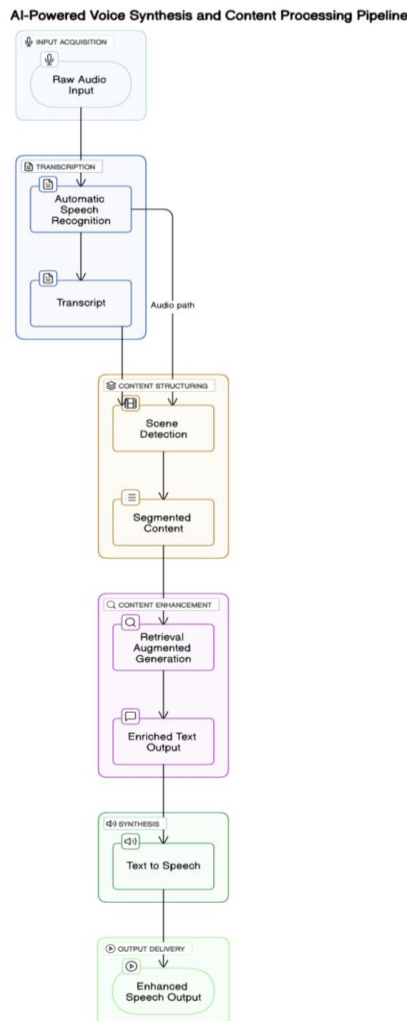 AI-Powered Voice Synthesis and Content Processing Pipeline
INPUT ACQUISITION
Raw Audio
Input
TRANSCRIPTION
Automatic
Speech
Recognition
Transcript
Audio path
CONTENT STRUCTURING
Scene
Detection
Segmented
Content
CONTENT ENHANCEMENT
Retrieval
Augmented
Generation
Enriched Text
Output
SYNTHESIS
Text to Speech
OUTPUT DELIVERY
Enhanced
Speech Output